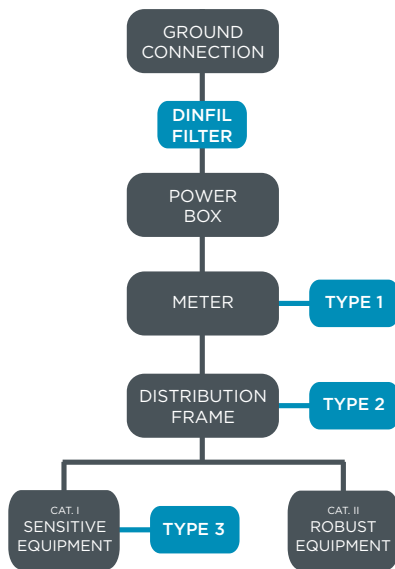 GROUND
CONNECTION
DINFIL
FILTER
POWER
BOX
METER
TYPE 1
DISTRIBUTION
FRAME
TYPE 2
CAT. I
SENSITIVE
EQUIPMENT
TYPE 3
CAT. II
ROBUST
EQUIPMENT